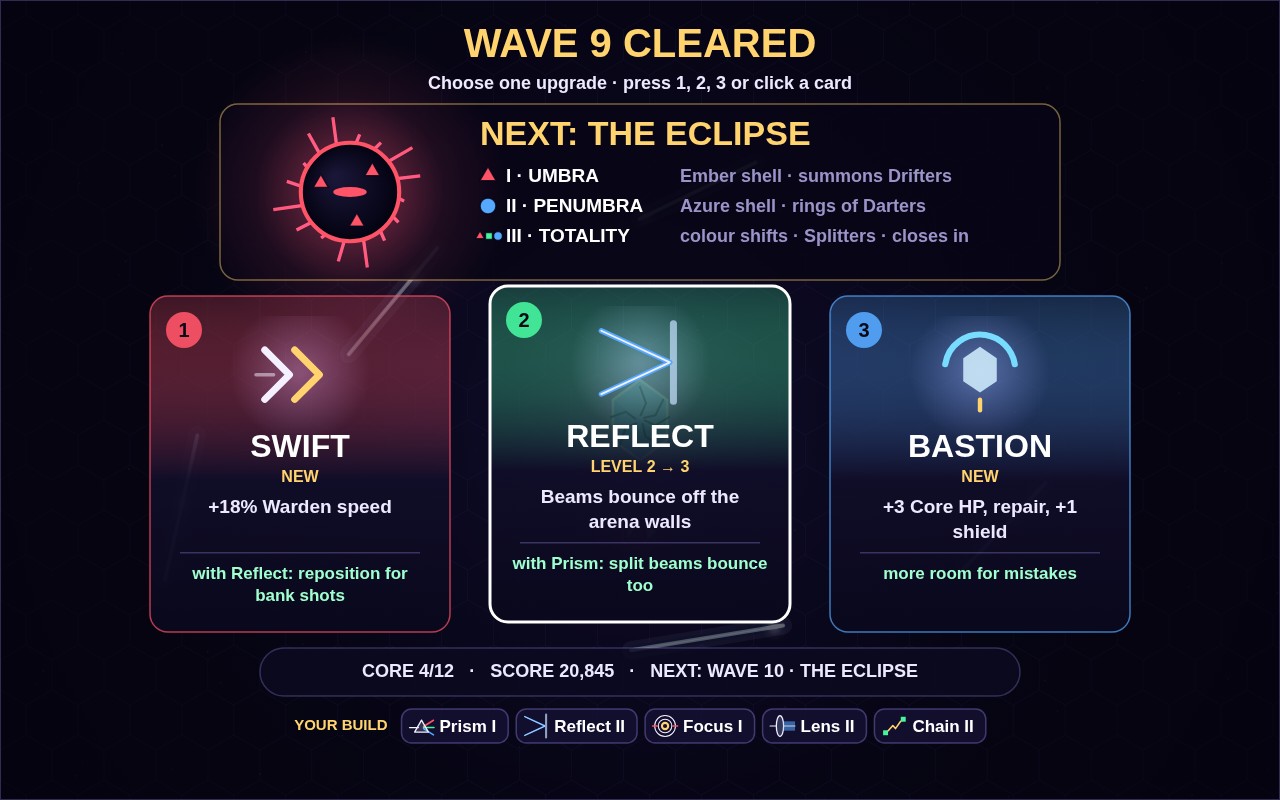 WAVE 9 CLEARED
Choose one upgrade · press 1, 2, 3 or click a card
NEXT: THE ECLIPSE
I · UMBRA Ember shell · summons Drifters
II · PENUMBRA Azure shell · rings of Darters
III · TOTALITY colour shifts · Splitters · closes in
1
SWIFT
NEW
+18% Warden speed
with Reflect: reposition for
bank shots
2
REFLECT
LEVEL 2 → 3
Beams bounce off the
arena walls
with Prism: split beams bounce
too
3
BASTION
NEW
+3 Core HP, repair, +1
shield
more room for mistakes
CORE 4/12 · SCORE 20,845 · NEXT: WAVE 10 · THE ECLIPSE
YOUR BUILD Prism I Reflect II Focus I Lens II Chain II